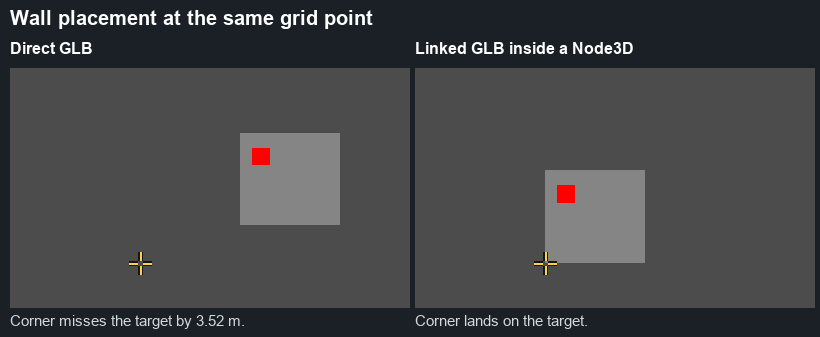 Wall placement at the same grid point
Direct GLB
Linked GLB inside a Node3D
Corner misses the target by 3.52 m.
Corner lands on the target.